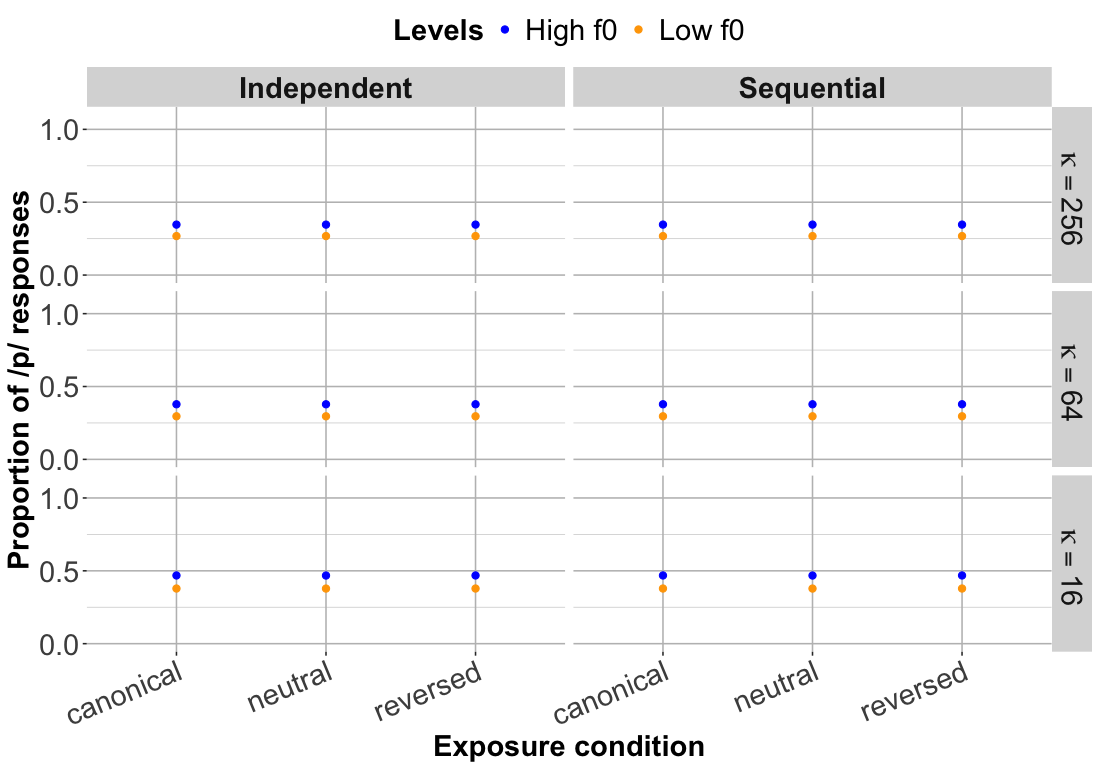 Levels High f0 Low f0
Independent Sequential
Proportion of /p/ responses
1.0
0.5
0.0
κ = 256
1.0
0.5
0.0
κ = 64
1.0
0.5
0.0
κ = 16
canonical neutral reversed canonical neutral reversed
Exposure condition